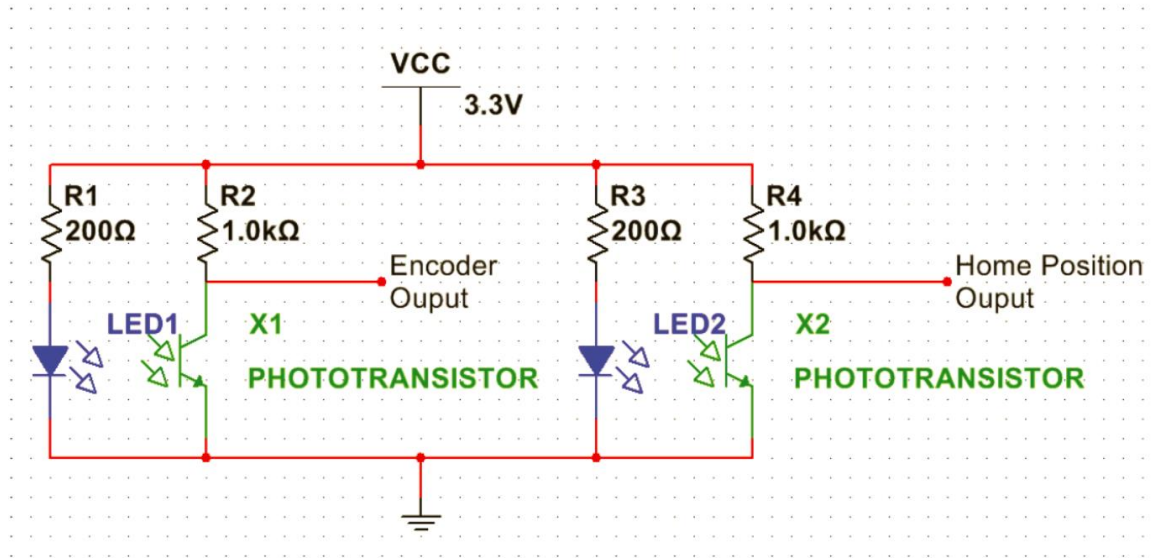 VCC
3.3V
R1
200Ω
R2
1.0kΩ
R3
200Ω
R4
1.0kΩ
Encoder
Ouput
Home Position
Ouput
LED1
X1
PHOTOTRANSISTOR
LED2
X2
PHOTOTRANSISTOR